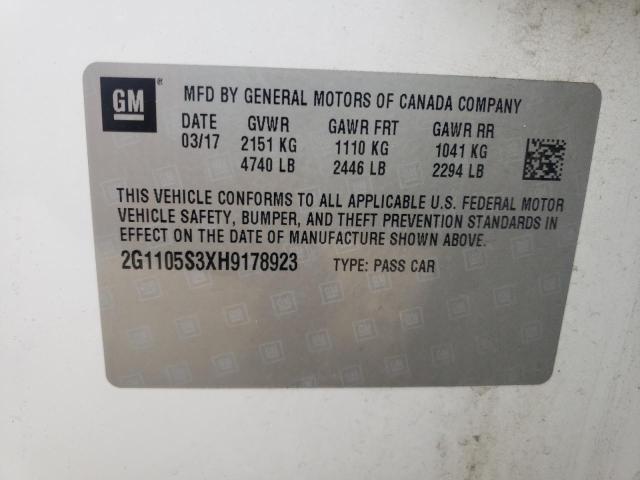 GM ®
MFD BY GENERAL MOTORS OF CANADA COMPANY
DATE GVWR GAWR FRT GAWR RR
03/17 2151 KG 1110 KG 1041 KG
4740 LB 2446 LB 2294 LB
THIS VEHICLE CONFORMS TO ALL APPLICABLE U.S. FEDERAL MOTOR
VEHICLE SAFETY, BUMPER, AND THEFT PREVENTION STANDARDS IN
EFFECT ON THE DATE OF MANUFACTURE SHOWN ABOVE.
2G1105S3XH9178923 TYPE: PASS CAR